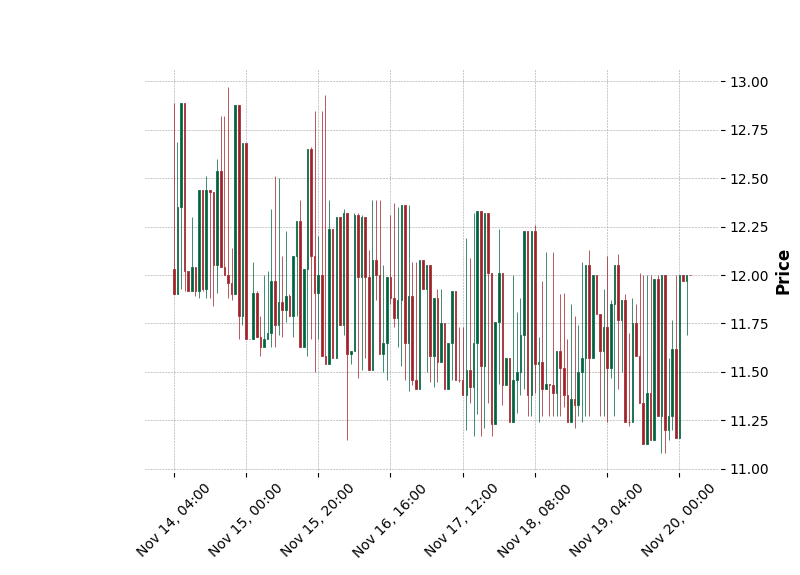 13.00
12.75
12.50
12.25
12.00
11.75
11.50
11.25
11.00
Price
Nov 14, 04:00
Nov 15, 00:00
Nov 15, 20:00
Nov 16, 16:00
Nov 17, 12:00
Nov 18, 08:00
Nov 19, 04:00
Nov 20, 00:00